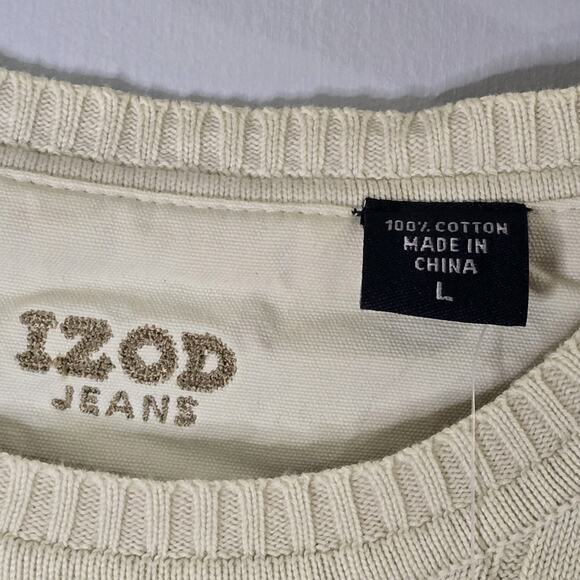 100% COTTON
MADE IN
CHINA
L
IZOD
JEANS